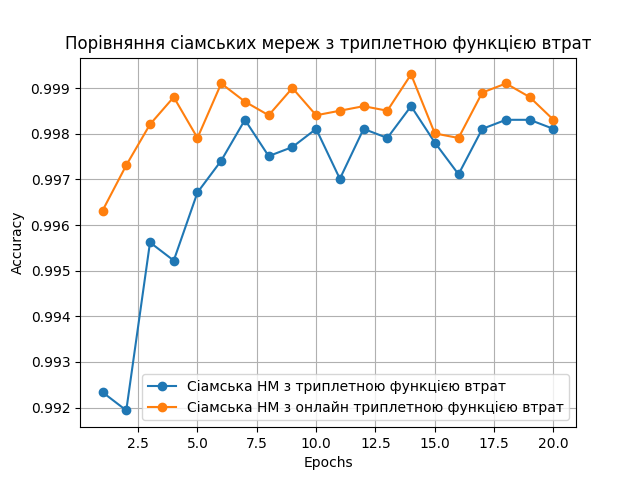 Порівняння сіамських мереж з триплетною функцією втрат
0.999
0.998
0.997
0.996
0.995
0.994
0.993
0.992
Accuracy
Сіамська НМ з триплетною функцією втрат
Сіамська НМ з онлайн триплетною функцією втрат
2.5 5.0 7.5 10.0 12.5 15.0 17.5 20.0
Epochs